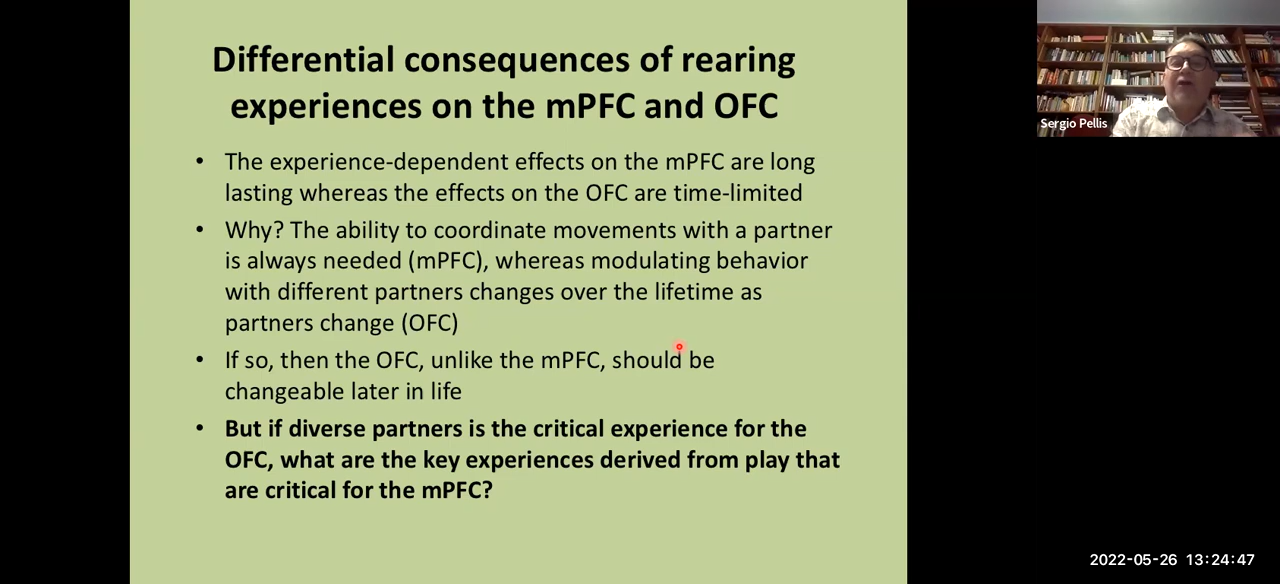 Differential consequences of rearing
experiences on the mPFC and OFC
• The experience-dependent effects on the mPFC are long
lasting whereas the effects on the OFC are time-limited
• Why? The ability to coordinate movements with a partner
is always needed (mPFC), whereas modulating behavior
with different partners changes over the lifetime as
partners change (OFC)
• If so, then the OFC, unlike the mPFC, should be
changeable later in life
• But if diverse partners is the critical experience for the
OFC, what are the key experiences derived from play that
are critical for the mPFC?
Sergio Pellis
2022-05-26 13:24:47